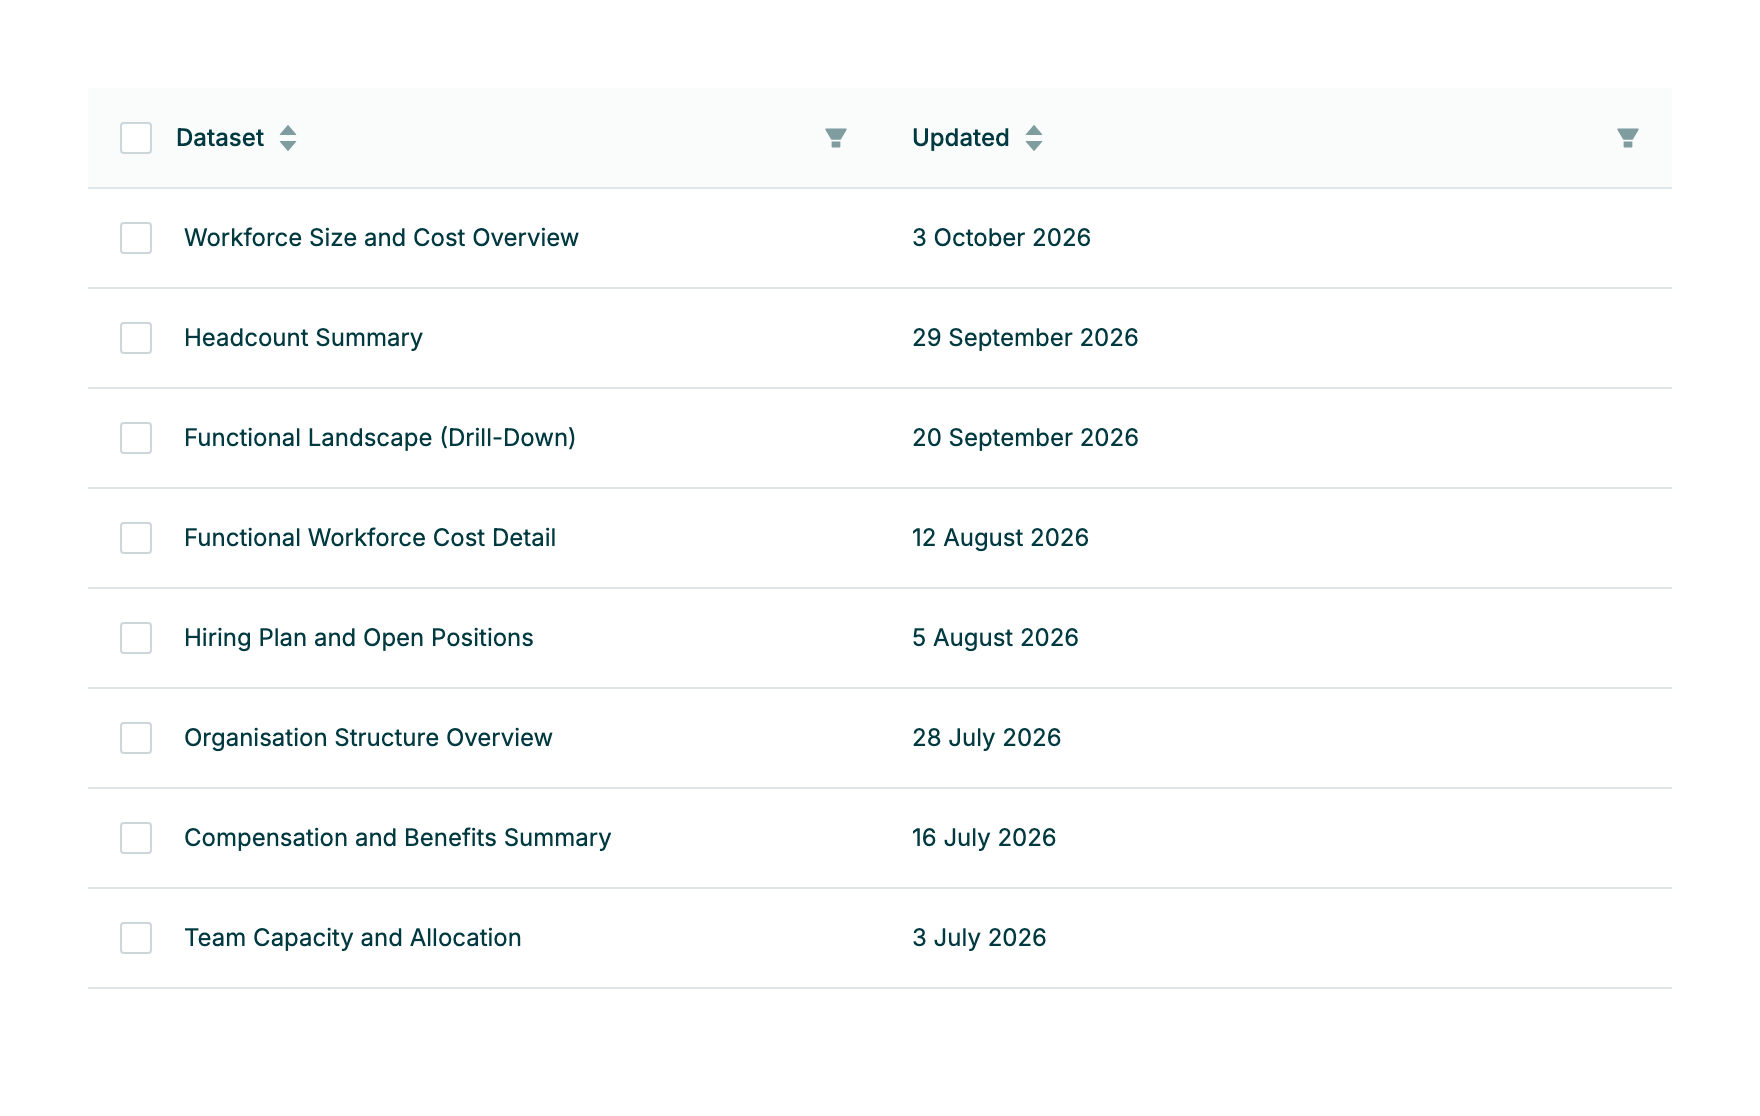 Dataset Updated
Workforce Size and Cost Overview 3 October 2026
Headcount Summary 29 September 2026
Functional Landscape (Drill-Down) 20 September 2026
Functional Workforce Cost Detail 12 August 2026
Hiring Plan and Open Positions 5 August 2026
Organisation Structure Overview 28 July 2026
Compensation and Benefits Summary 16 July 2026
Team Capacity and Allocation 3 July 2026